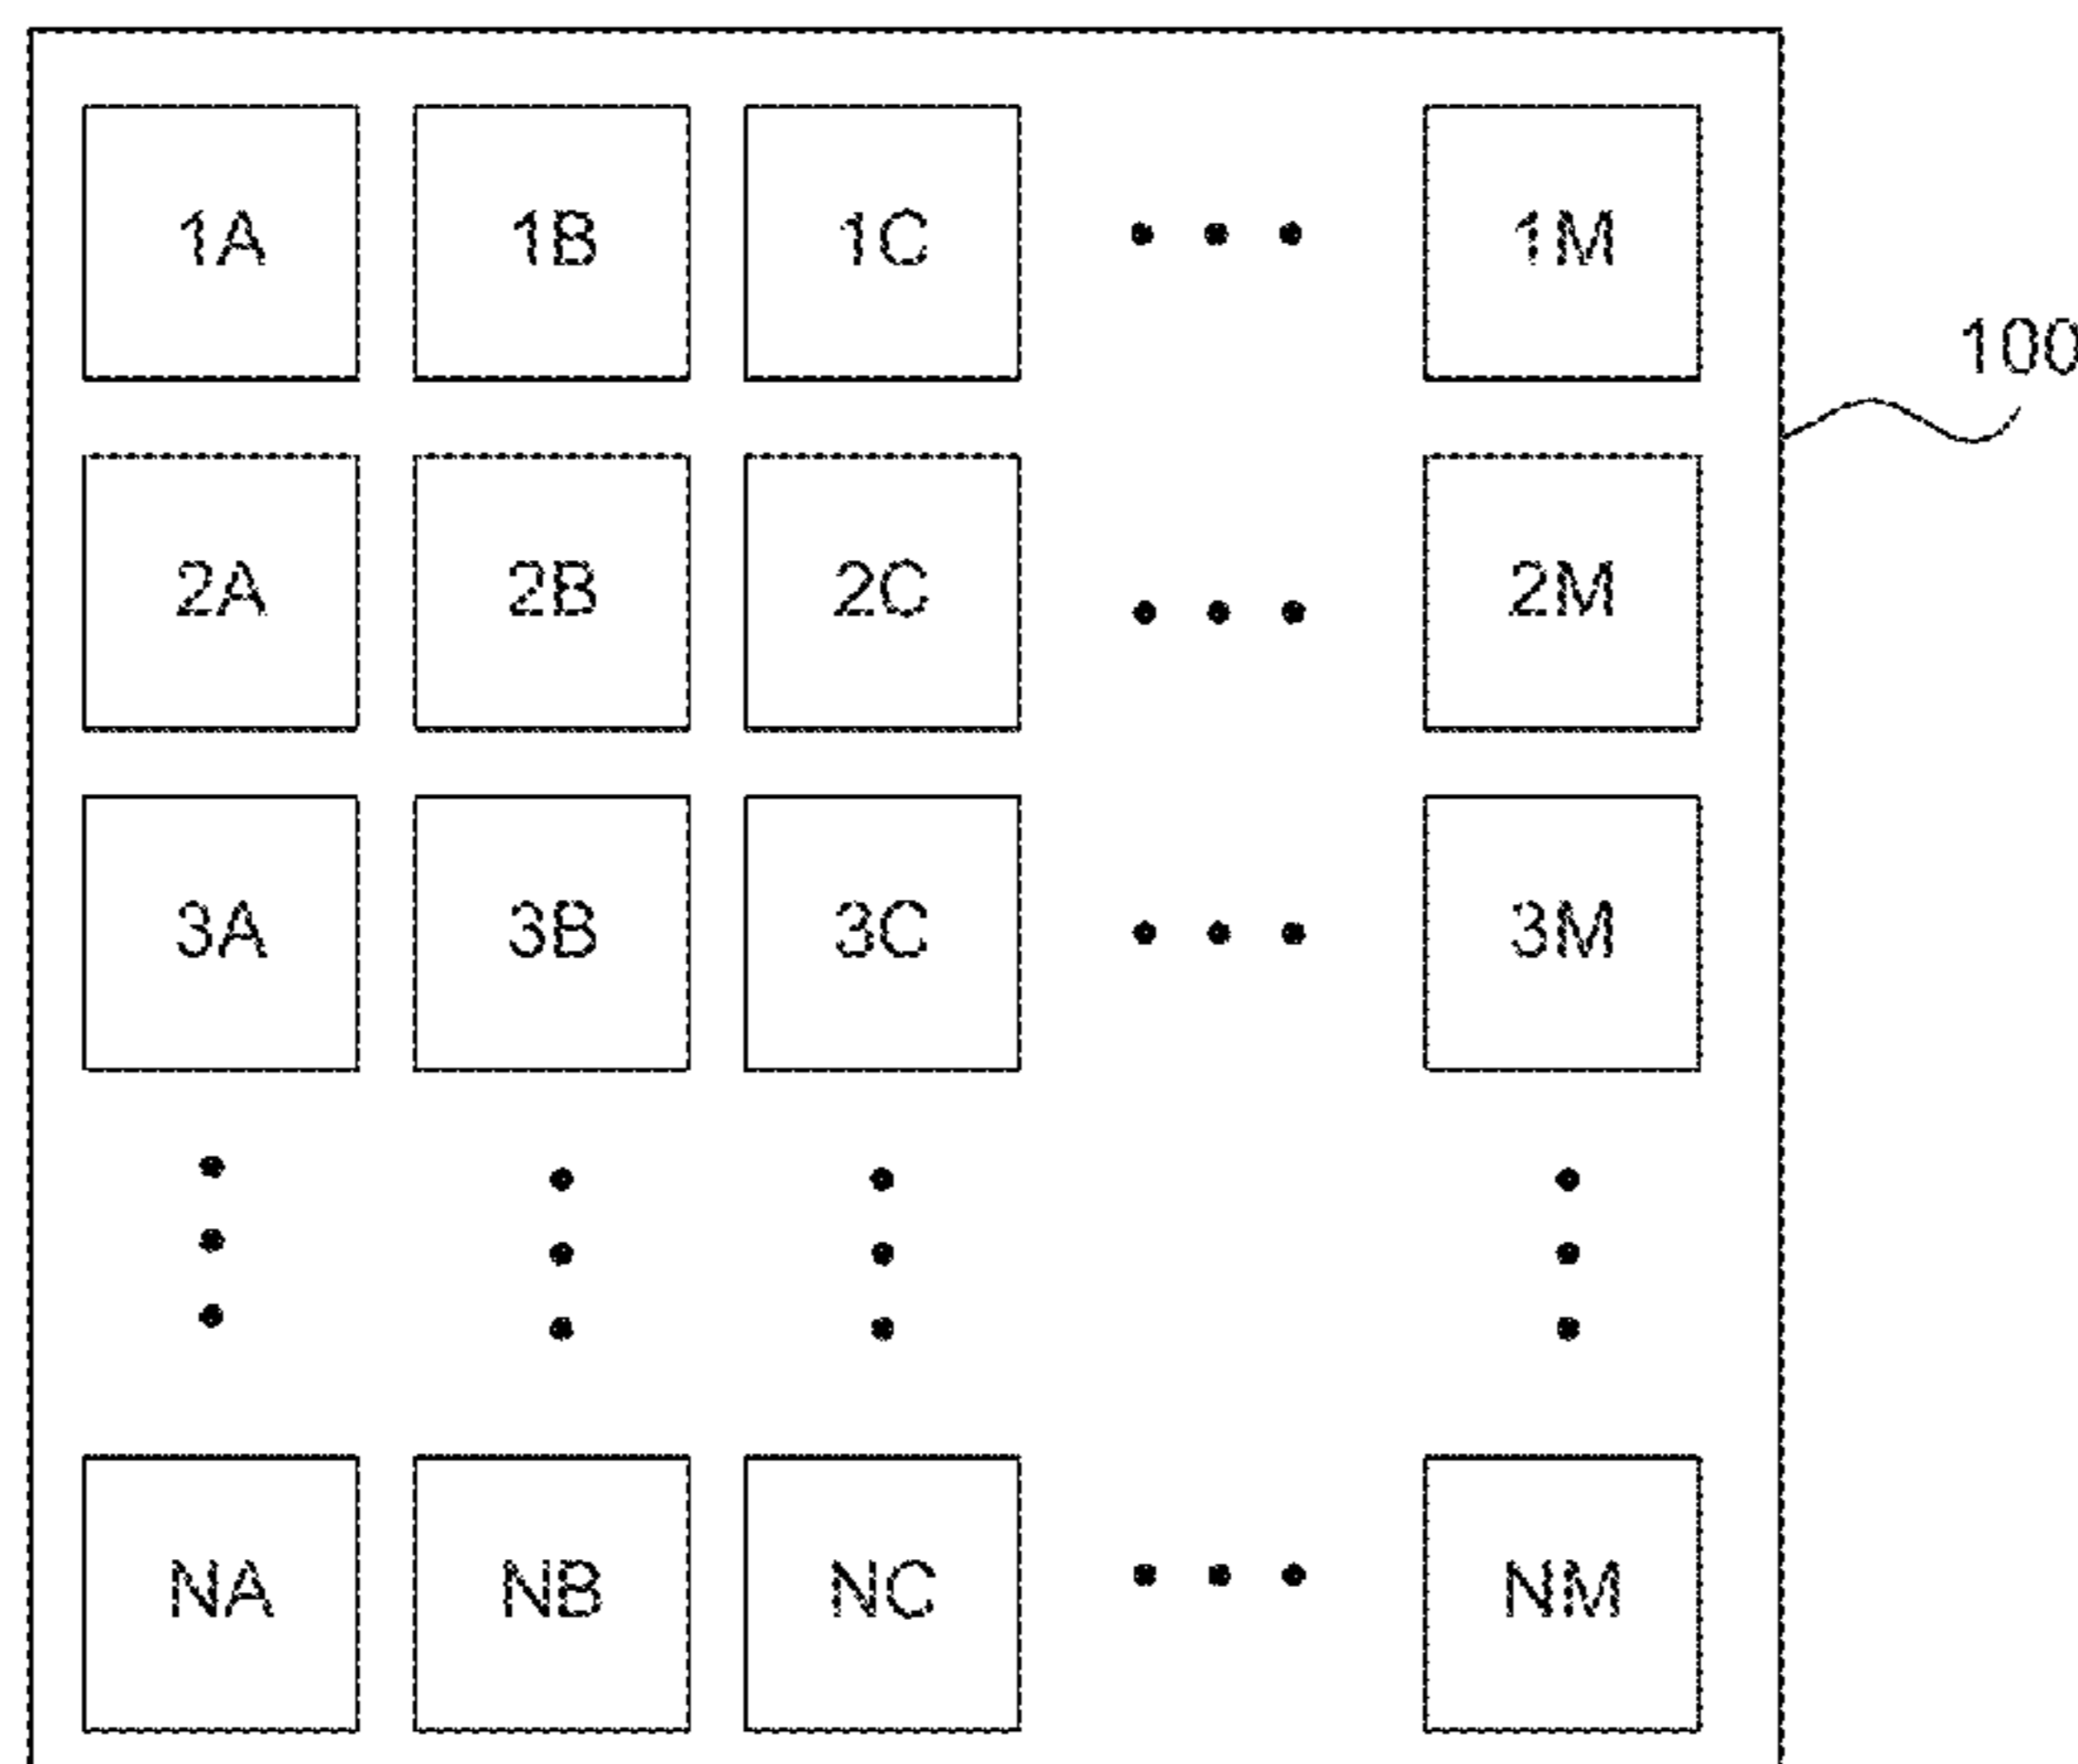 1A 1B 1C ... 1M
100
2A 2B 2C ... 2M
3A 3B 3C ... 3M
NA NB NC ... NM